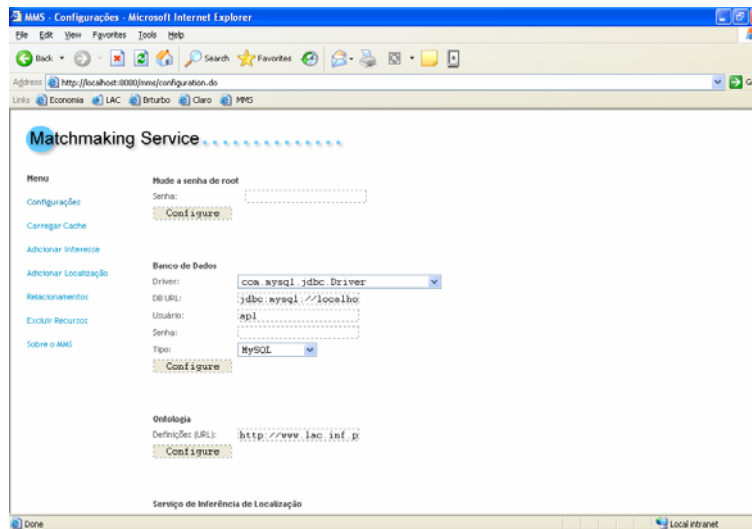 MMS - Configurações - Microsoft Internet Explorer
File Edit View Favorites Tools Help
Back Search Favorites
Address http://localhost:8080/mms/configuration.do
Links Economia LAC Brturbo Claro MMS
Matchmaking Service
Menu
Configurações
Carregar Cache
Adicionar Interesse
Adicionar Localização
Relacionamentos
Excluir Recursos
Sobre o MMS
Mude a senha de root
Senha:
Configure
Banco de Dados
Driver: com.mysql.jdbc.Driver
DB URL: jdbc:mysql://localho
Usuário: apl
Senha:
Tipo: MySQL
Configure
Ontologia
Definições (URL): http://www.lac.inf.p
Configure
Serviço de Inferência de Localização
Done Local intranet